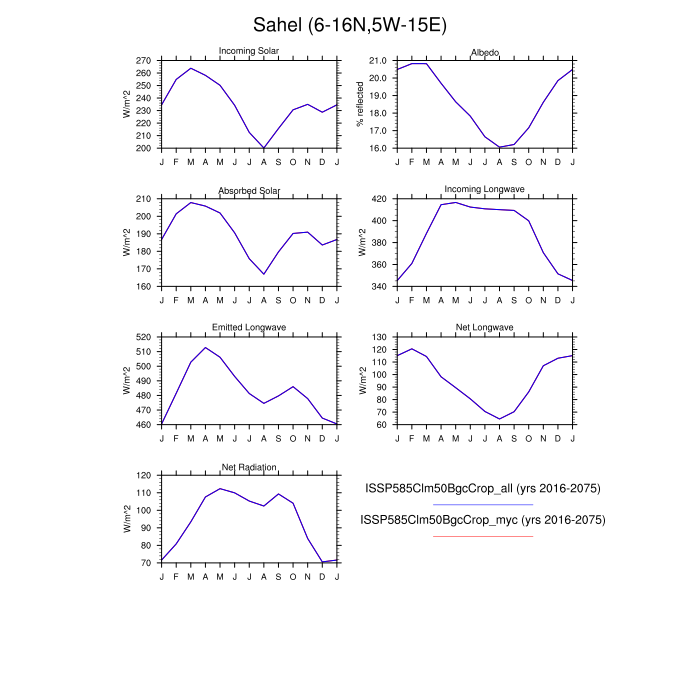 Sahel (6-16N,5W-15E)
Incoming Solar
W/m^2
270
260
250
240
230
220
210
200
J F M A M J J A S O N D J
Albedo
% reflected
21.0
20.0
19.0
18.0
17.0
16.0
J F M A M J J A S O N D J
Absorbed Solar
W/m^2
210
200
190
180
170
160
J F M A M J J A S O N D J
Incoming Longwave
W/m^2
420
400
380
360
340
J F M A M J J A S O N D J
Emitted Longwave
W/m^2
520
510
500
490
480
470
460
J F M A M J J A S O N D J
Net Longwave
W/m^2
130
120
110
100
90
80
70
60
J F M A M J J A S O N D J
Net Radiation
W/m^2
120
110
100
90
80
70
J F M A M J J A S O N D J
ISSP585Clm50BgcCrop_all (yrs 2016-2075)
ISSP585Clm50BgcCrop_myc (yrs 2016-2075)